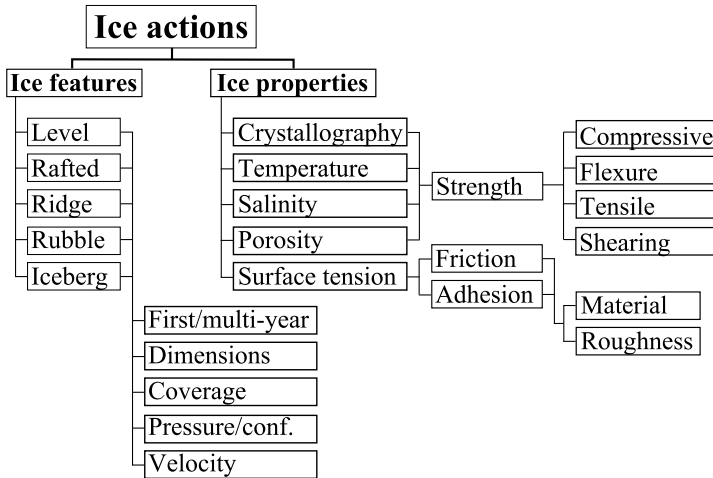 Ice actions
Ice features
Ice properties
Level
Rafted
Ridge
Rubble
Iceberg
First/multi-year
Dimensions
Coverage
Pressure/conf.
Velocity
Crystallography
Temperature
Salinity
Porosity
Surface tension
Strength
Friction
Adhesion
Compressive
Flexure
Tensile
Shearing
Material
Roughness